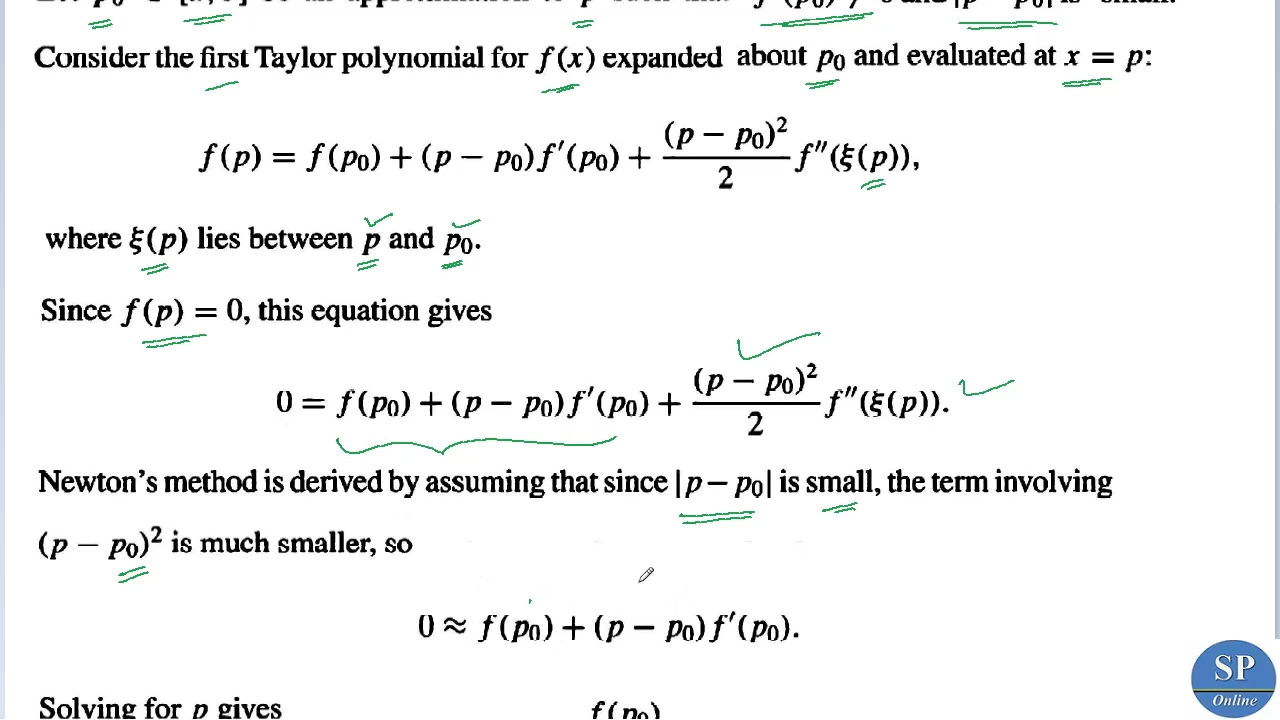 Consider the first Taylor polynomial for f(x) expanded about p₀ and evaluated at x = p:
f(p) = f(p₀) + (p − p₀)f′(p₀) + (p − p₀)²/2 f″(ξ(p)),
where ξ(p) lies between p and p₀.
Since f(p) = 0, this equation gives
0 = f(p₀) + (p − p₀)f′(p₀) + (p − p₀)²/2 f″(ξ(p)).
Newton's method is derived by assuming that since |p − p₀| is small, the term involving
(p − p₀)² is much smaller, so
0 ≈ f(p₀) + (p − p₀)f′(p₀).
Solving for p gives
f(p₀)
SP
Online